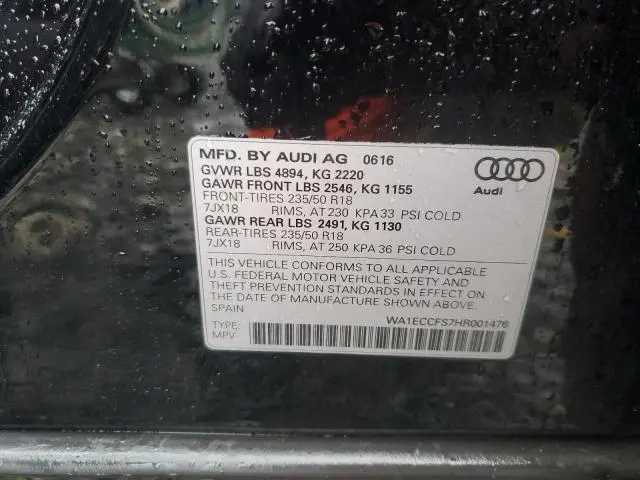 MFD. BY AUDI AG 0616
GVWR LBS 4894, KG 2220
GAWR FRONT LBS 2546, KG 1155
FRONT-TIRES 235/50 R18
7JX18 RIMS, AT 230 KPA 33 PSI COLD
GAWR REAR LBS 2491, KG 1130
REAR-TIRES 235/50 R18
7JX18 RIMS, AT 250 KPA 36 PSI COLD
Audi
THIS VEHICLE CONFORMS TO ALL APPLICABLE
U.S. FEDERAL MOTOR VEHICLE SAFETY AND
THEFT PREVENTION STANDARDS IN EFFECT ON
THE DATE OF MANUFACTURE SHOWN ABOVE.
SPAIN
WA1ECCFS7HR001476
TYPE:
MPV